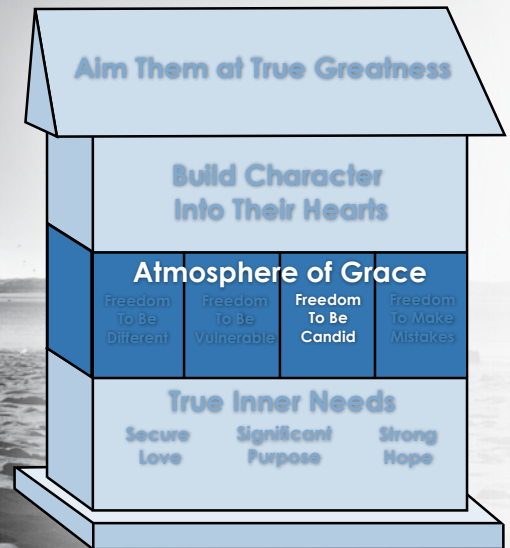 Aim Them at True Greatness
Build Character
Into Their Hearts
Atmosphere of Grace
Freedom
To Be
Different
Freedom
To Be
Vulnerable
Freedom
To Be
Candid
Freedom
To Make
Mistakes
True Inner Needs
Secure
Love
Significant
Purpose
Strong
Hope